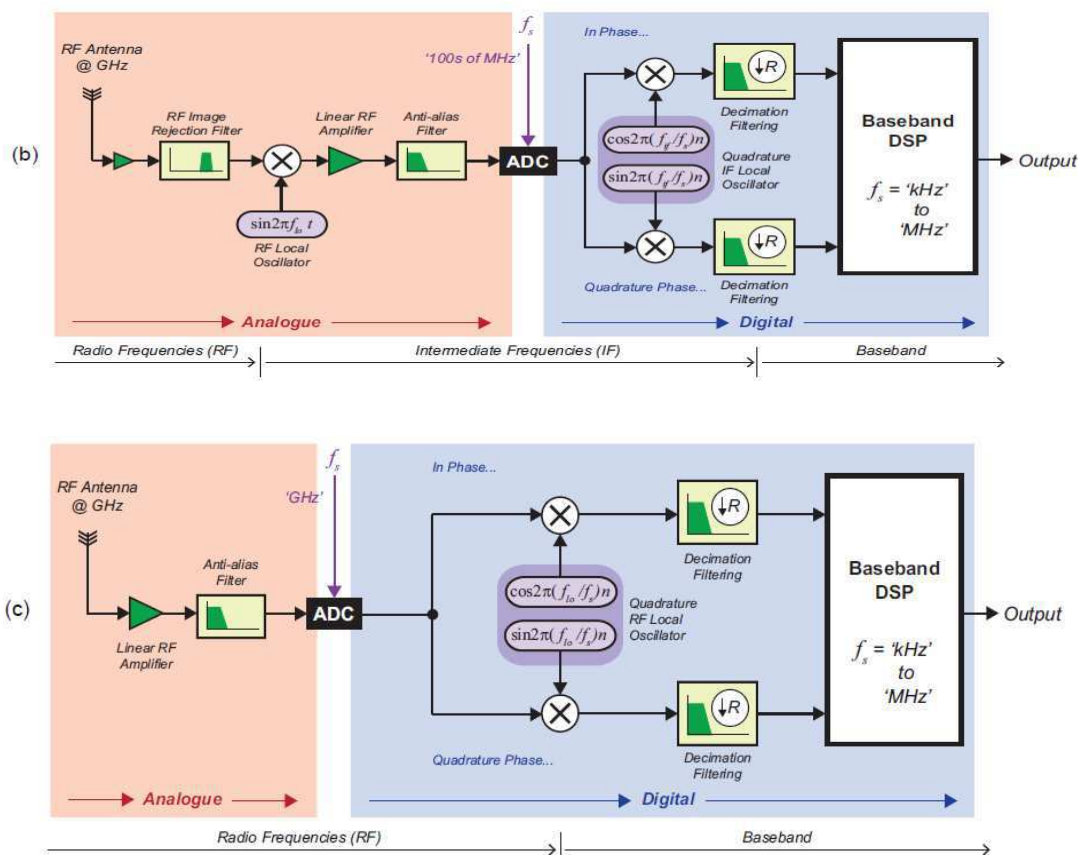 (b)
RF Antenna
@ GHz
RF Image
Rejection Filter
sin2πf_lo t
RF Local
Oscillator
Linear RF
Amplifier
Anti-alias
Filter
f_s
‘100s of MHz’
ADC
In Phase...
cos2π(f_if/f_s)n
sin2π(f_if/f_s)n
Quadrature
IF Local
Oscillator
Quadrature Phase...
↓R
Decimation
Filtering
↓R
Decimation
Filtering
Baseband
DSP
f_s = ‘kHz’
to
‘MHz’
Output
Analogue
Digital
Radio Frequencies (RF)
Intermediate Frequencies (IF)
Baseband
(c)
RF Antenna
@ GHz
Linear RF
Amplifier
Anti-alias
Filter
f_s
‘GHz’
ADC
In Phase...
cos2π(f_lo/f_s)n
sin2π(f_lo/f_s)n
Quadrature
RF Local
Oscillator
Quadrature Phase...
↓R
Decimation
Filtering
↓R
Decimation
Filtering
Baseband
DSP
f_s = ‘kHz’
to
‘MHz’
Output
Analogue
Digital
Radio Frequencies (RF)
Baseband